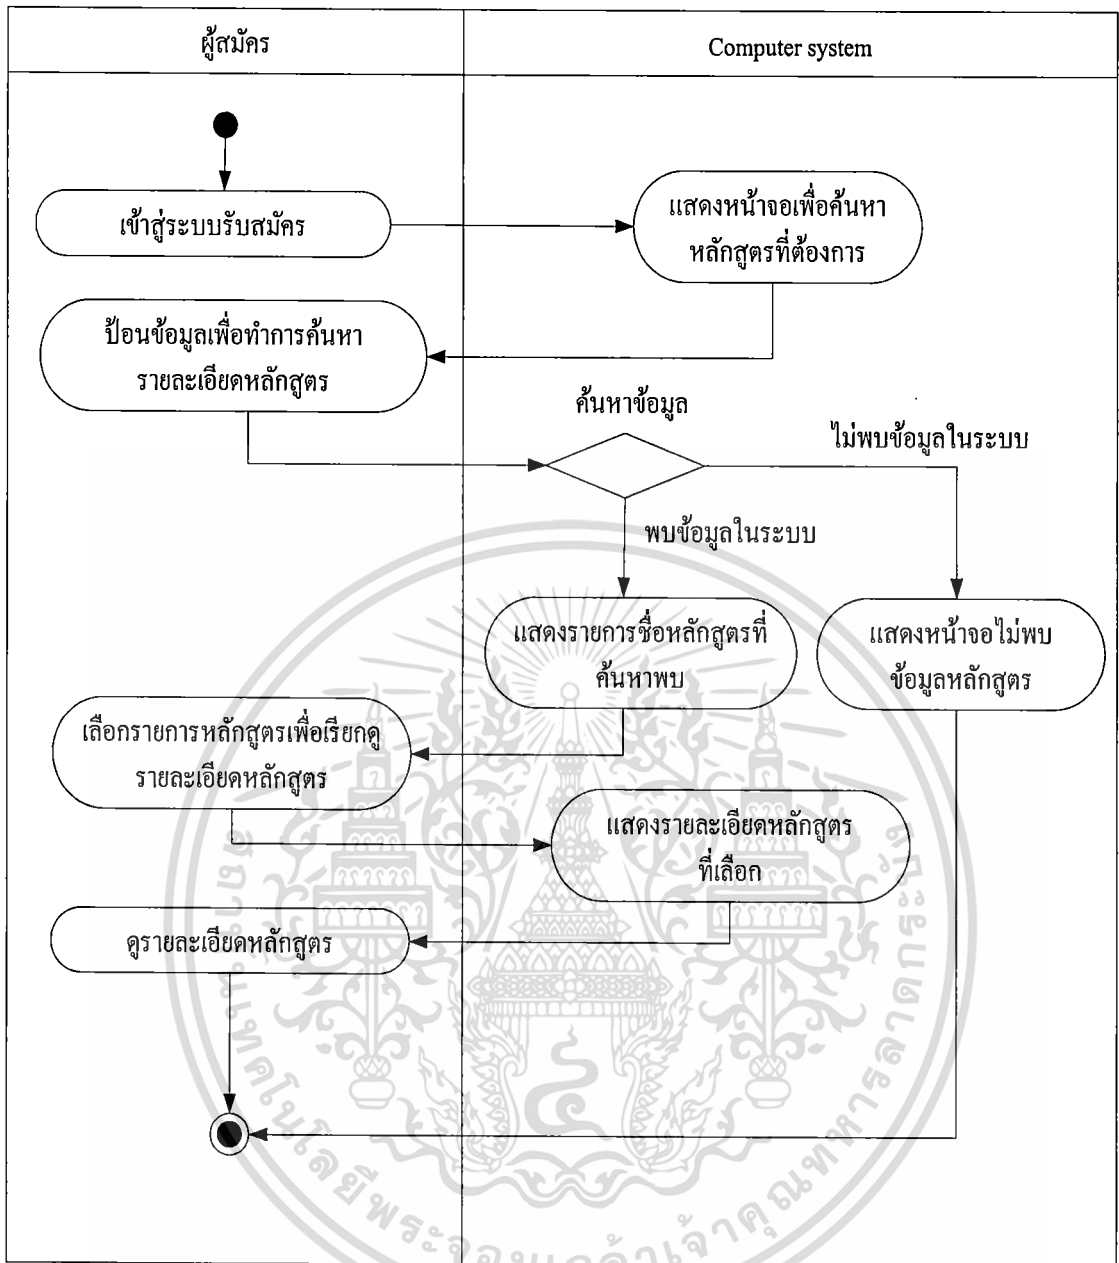 ผู้สมัคร
Computer system
เข้าสู่ระบบรับสมัคร
แสดงหน้าจอเพื่อค้นหา
หลักสูตรที่ต้องการ
ป้อนข้อมูลเพื่อทำการค้นหา
รายละเอียดหลักสูตร
ค้นหาข้อมูล
ไม่พบข้อมูลในระบบ
พบข้อมูลในระบบ
แสดงรายการชื่อหลักสูตรที่
ค้นหาพบ
แสดงหน้าจอไม่พบ
ข้อมูลหลักสูตร
เลือกรายการหลักสูตรเพื่อเรียกดู
รายละเอียดหลักสูตร
แสดงรายละเอียดหลักสูตร
ที่เลือก
ดูรายละเอียดหลักสูตร